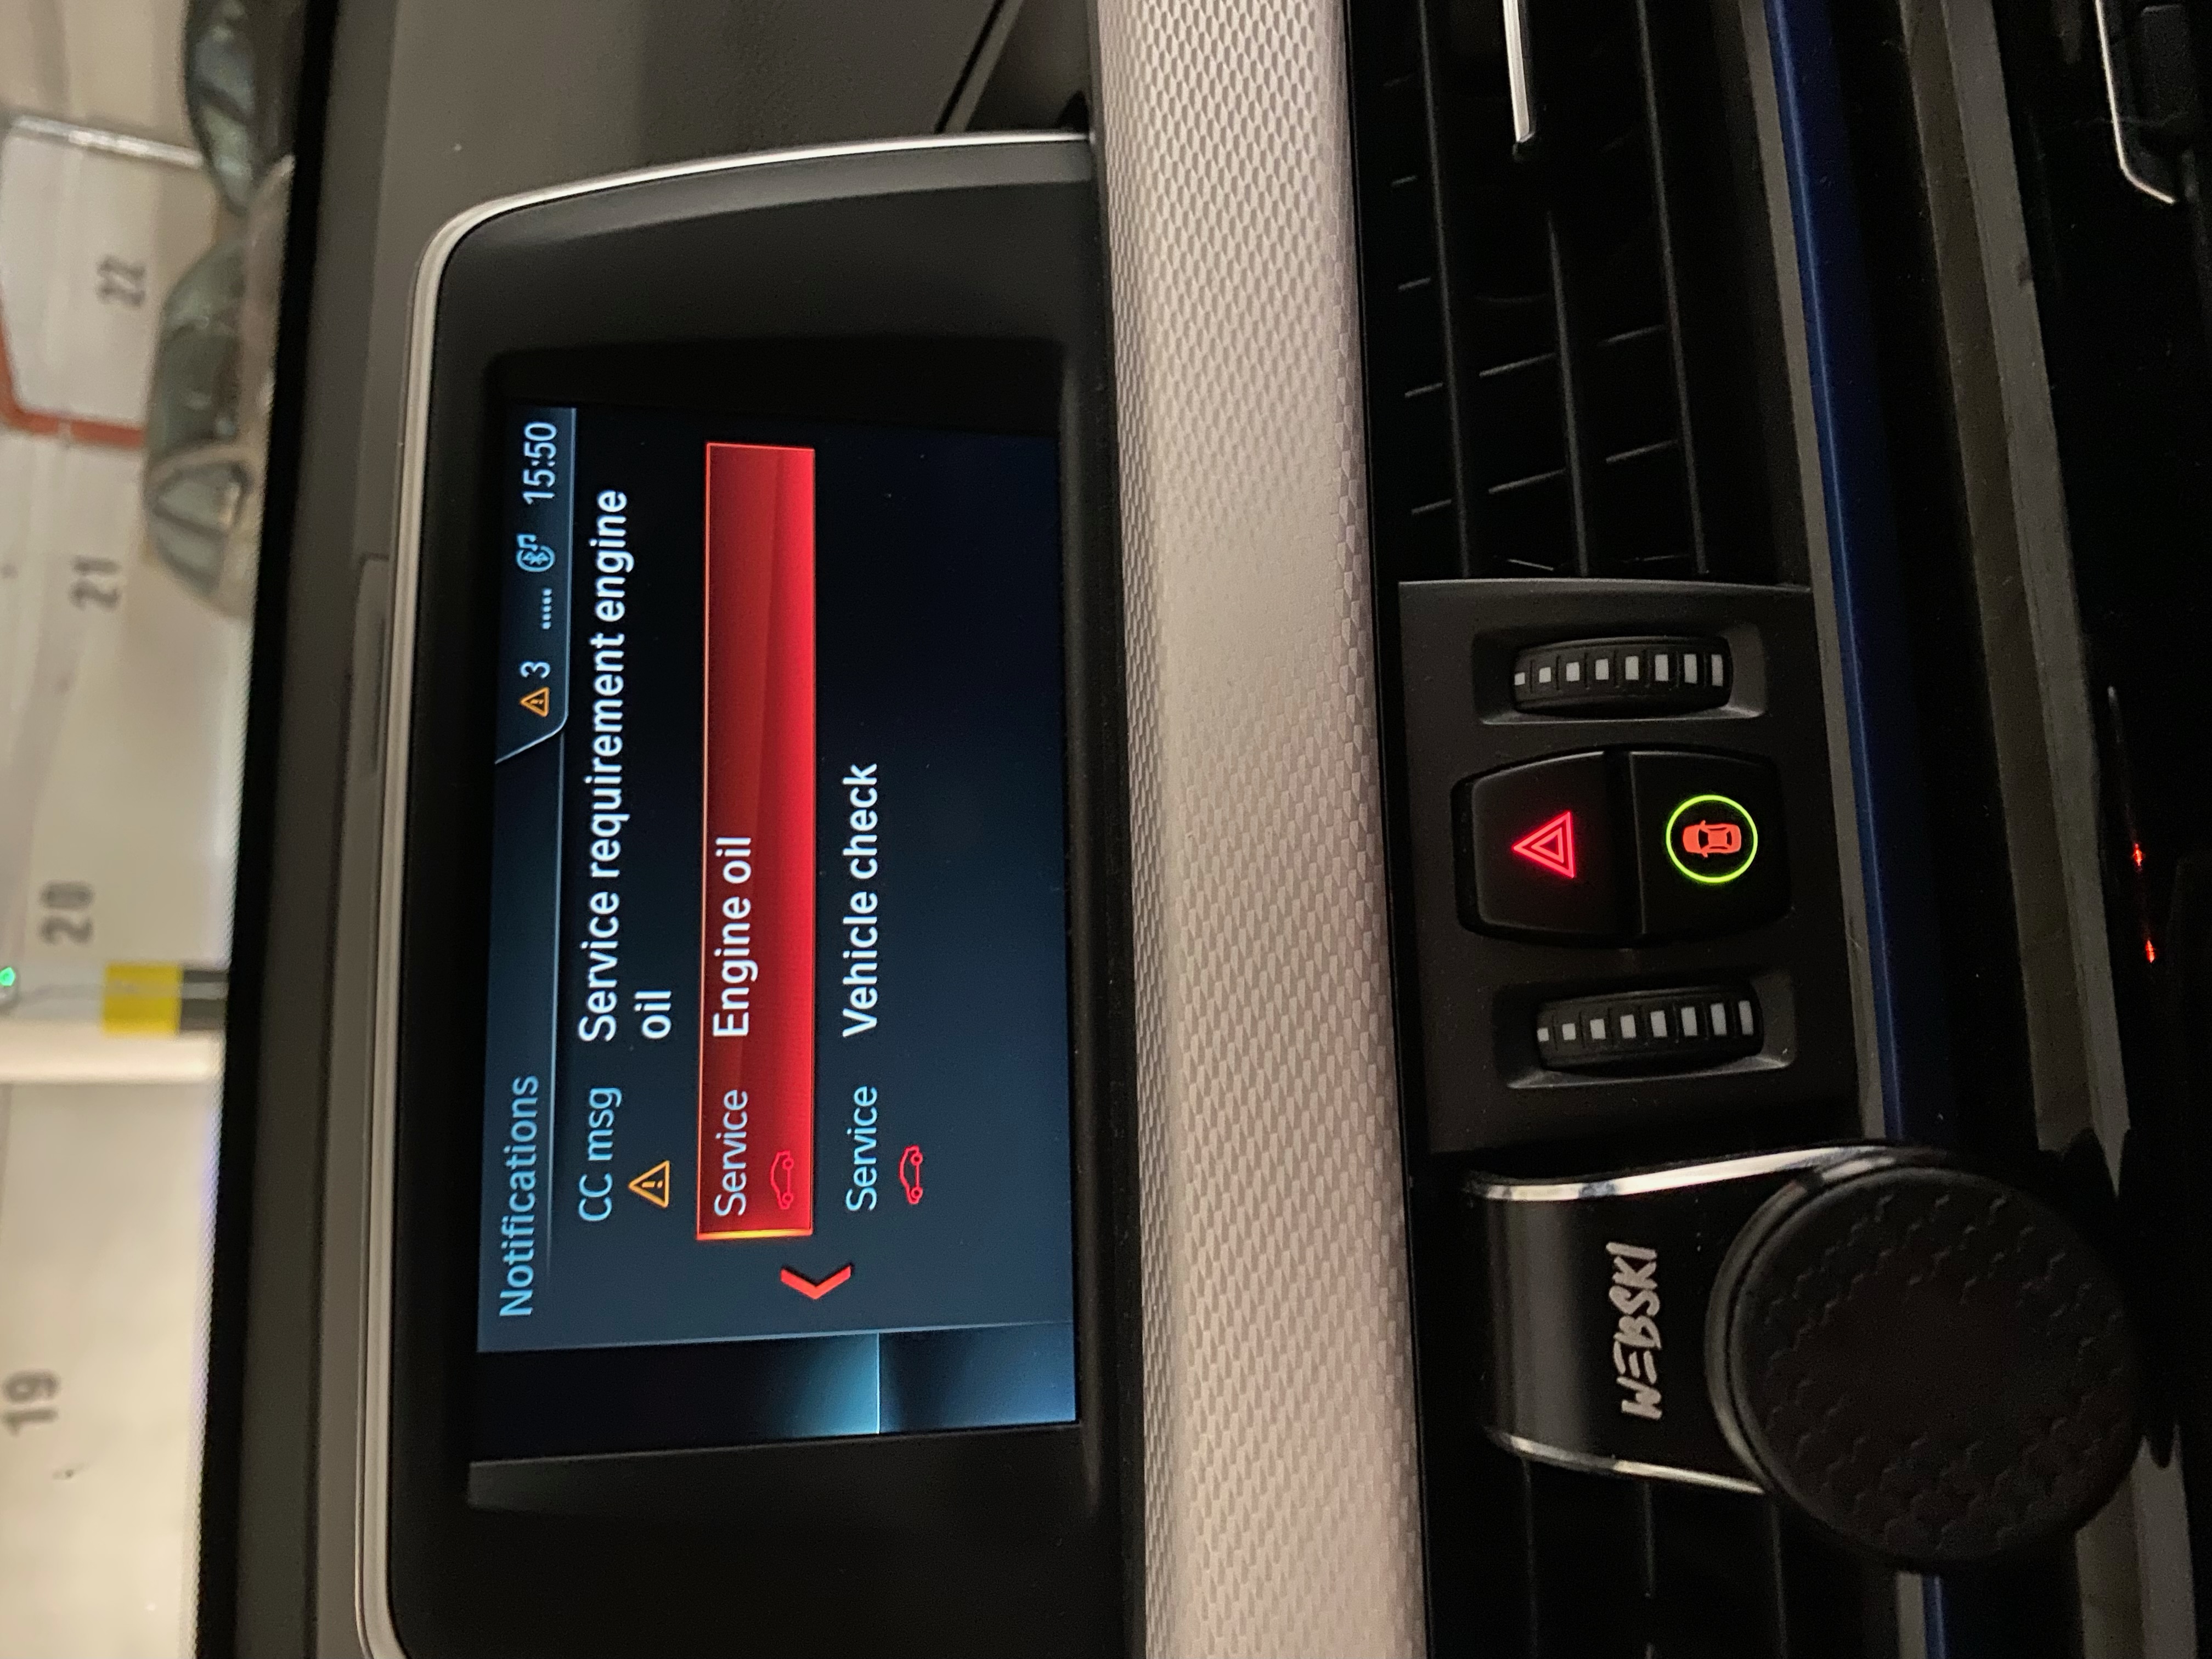 19
20
21
22
Notifications
3
15:50
CC msg Service requirement engine
oil
Service Engine oil
Service Vehicle check
WEBSKI